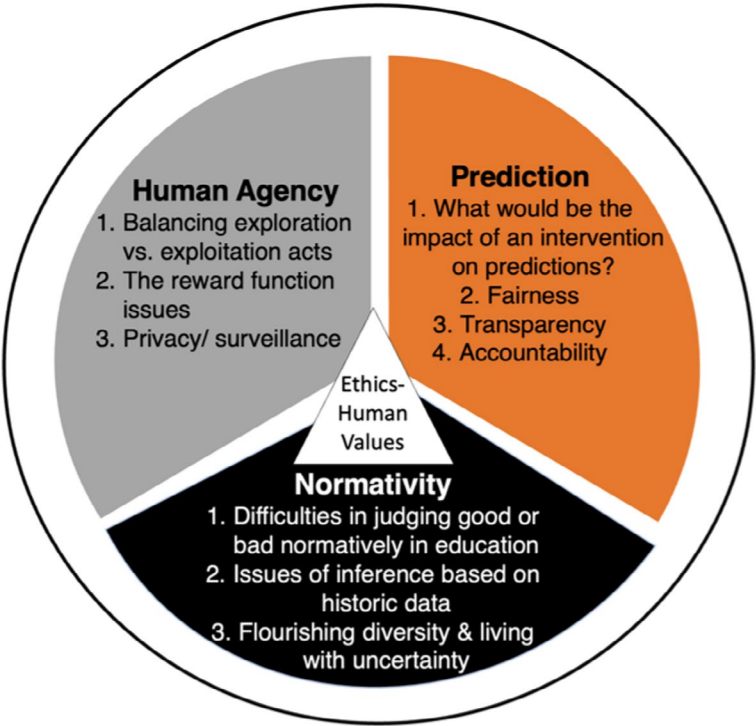 Human Agency
1. Balancing exploration
vs. exploitation acts
2. The reward function
issues
3. Privacy/ surveillance
Prediction
1. What would be the
impact of an intervention
on predictions?
2. Fairness
3. Transparency
4. Accountability
Ethics-
Human
Values
Normativity
1. Difficulties in judging good or
bad normatively in education
2. Issues of inference based on
historic data
3. Flourishing diversity & living
with uncertainty